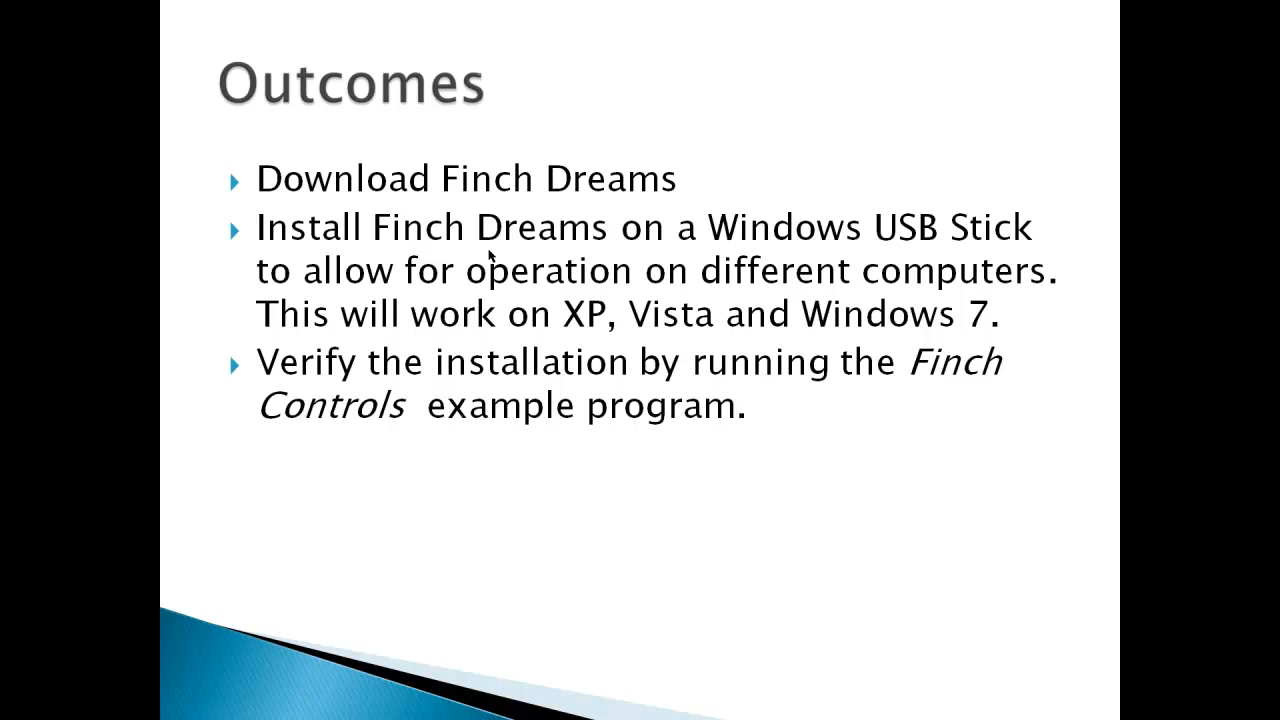 Outcomes
Download Finch Dreams
Install Finch Dreams on a Windows USB Stick
to allow for operation on different computers.
This will work on XP, Vista and Windows 7.
Verify the installation by running the Finch
Controls example program.